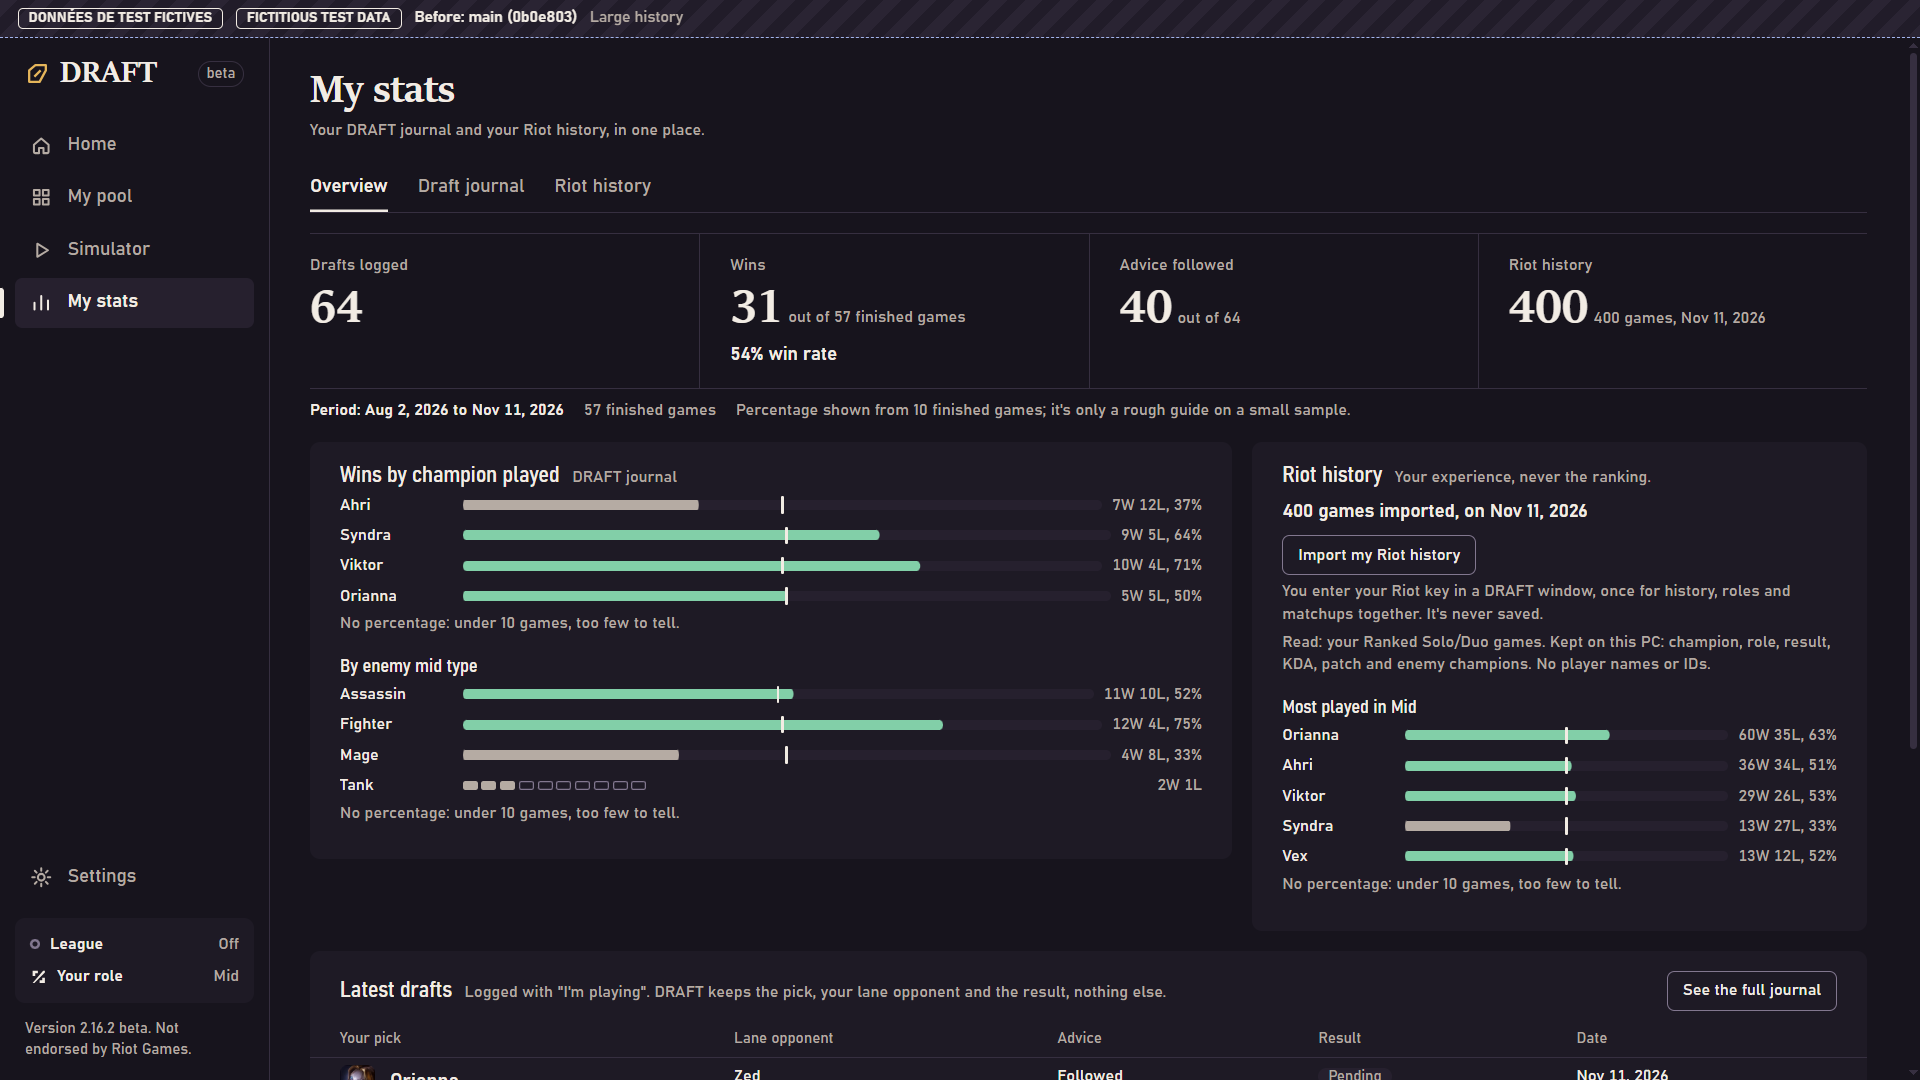 DONNÉES DE TEST FICTIVES FICTITIOUS TEST DATA Before: main (0b0e803) Large history
DRAFT beta
Home
My pool
Simulator
My stats
Settings
League Off
Your role Mid
Version 2.16.2 beta. Not
endorsed by Riot Games.
My stats
Your DRAFT journal and your Riot history, in one place.
Overview Draft journal Riot history
Drafts logged
64
Wins
31 out of 57 finished games
54% win rate
Advice followed
40 out of 64
Riot history
400 400 games, Nov 11, 2026
Period: Aug 2, 2026 to Nov 11, 2026 57 finished games Percentage shown from 10 finished games; it's only a rough guide on a small sample.
Wins by champion played DRAFT journal
Ahri 7W 12L, 37%
Syndra 9W 5L, 64%
Viktor 10W 4L, 71%
Orianna 5W 5L, 50%
No percentage: under 10 games, too few to tell.
By enemy mid type
Assassin 11W 10L, 52%
Fighter 12W 4L, 75%
Mage 4W 8L, 33%
Tank 2W 1L
No percentage: under 10 games, too few to tell.
Riot history Your experience, never the ranking.
400 games imported, on Nov 11, 2026
Import my Riot history
You enter your Riot key in a DRAFT window, once for history, roles and
matchups together. It's never saved.
Read: your Ranked Solo/Duo games. Kept on this PC: champion, role, result,
KDA, patch and enemy champions. No player names or IDs.
Most played in Mid
Orianna 60W 35L, 63%
Ahri 36W 34L, 51%
Viktor 29W 26L, 53%
Syndra 13W 27L, 33%
Vex 13W 12L, 52%
No percentage: under 10 games, too few to tell.
Latest drafts Logged with "I'm playing". DRAFT keeps the pick, your lane opponent and the result, nothing else.
See the full journal
Your pick Lane opponent Advice Result Date
Orianna Zed Followed Pending Nov 11, 2026